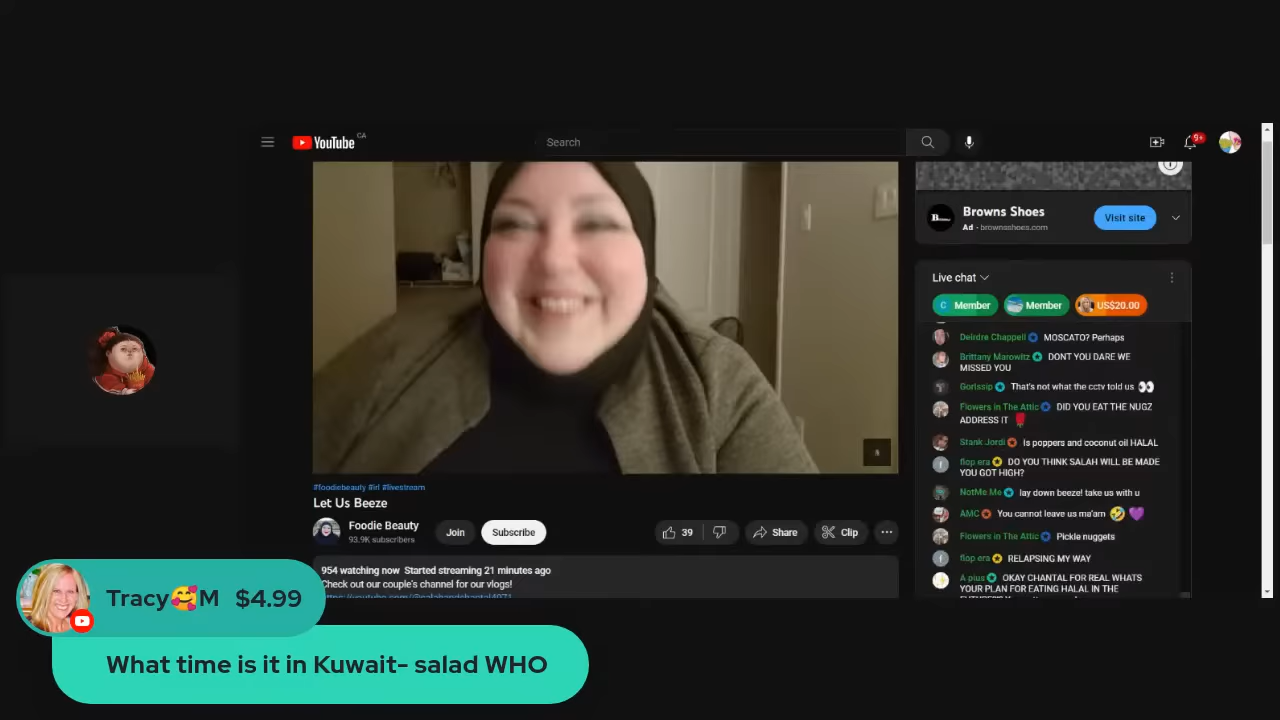 YouTube CA
Search
9+
Browns Shoes
Ad · brownsshoes.com
Visit site
Live chat
C Member
Member
US$20.00
Deirdre Chappell MOSCATO? Perhaps
Brittany Marowitz DONT YOU DARE WE
MISSED YOU
Gorlssip That's not what the cctv told us 👀
Flowers in The Attic DID YOU EAT THE NUGZ
ADDRESS IT 🌹
Stank Jordi Is poppers and coconut oil HALAL
flop era DO YOU THINK SALAH WILL BE MADE
YOU GOT HIGH?
NotMe Me lay down beeze! take us with u
AMC You cannot leave us ma'am 🤣 💜
Flowers in The Attic Pickle nuggets
flop era RELAPSING MY WAY
A pius OKAY CHANTAL FOR REAL WHATS
YOUR PLAN FOR EATING HALAL IN THE
#foodiebeauty #irl #livestream
Let Us Beeze
Foodie Beauty
93.9K subscribers
Join
Subscribe
39
Share
Clip
954 watching now Started streaming 21 minutes ago
Check out our couple's channel for our vlogs!
Tracy🥰M $4.99
What time is it in Kuwait- salad WHO